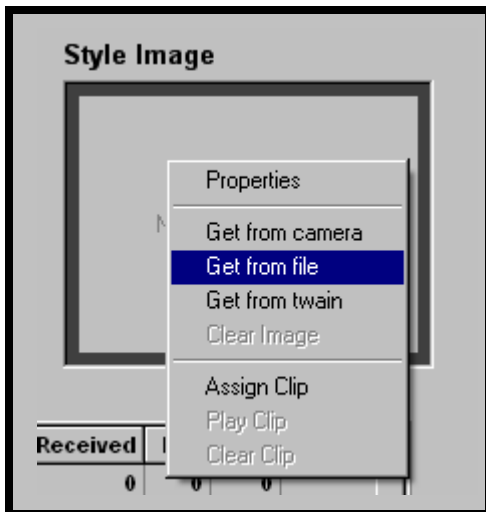 Style Image
Properties
Get from camera
Get from file
Get from twain
Clear Image
Assign Clip
Play Clip
Clear Clip
Received
0 0 0